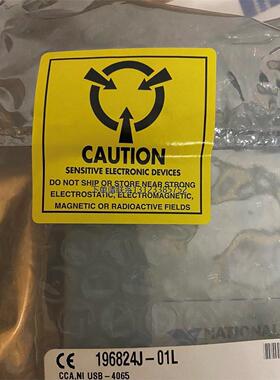 CAUTION
SENSITIVE ELECTRONIC DEVICES
DO NOT SHIP OR STORE NEAR STRONG
ELECTROSTATIC, ELECTROMAGNETIC,
MAGNETIC OR RADIOACTIVE FIELDS
NATIONAL
CE 196824J-01L
CCA,NI USB-4065